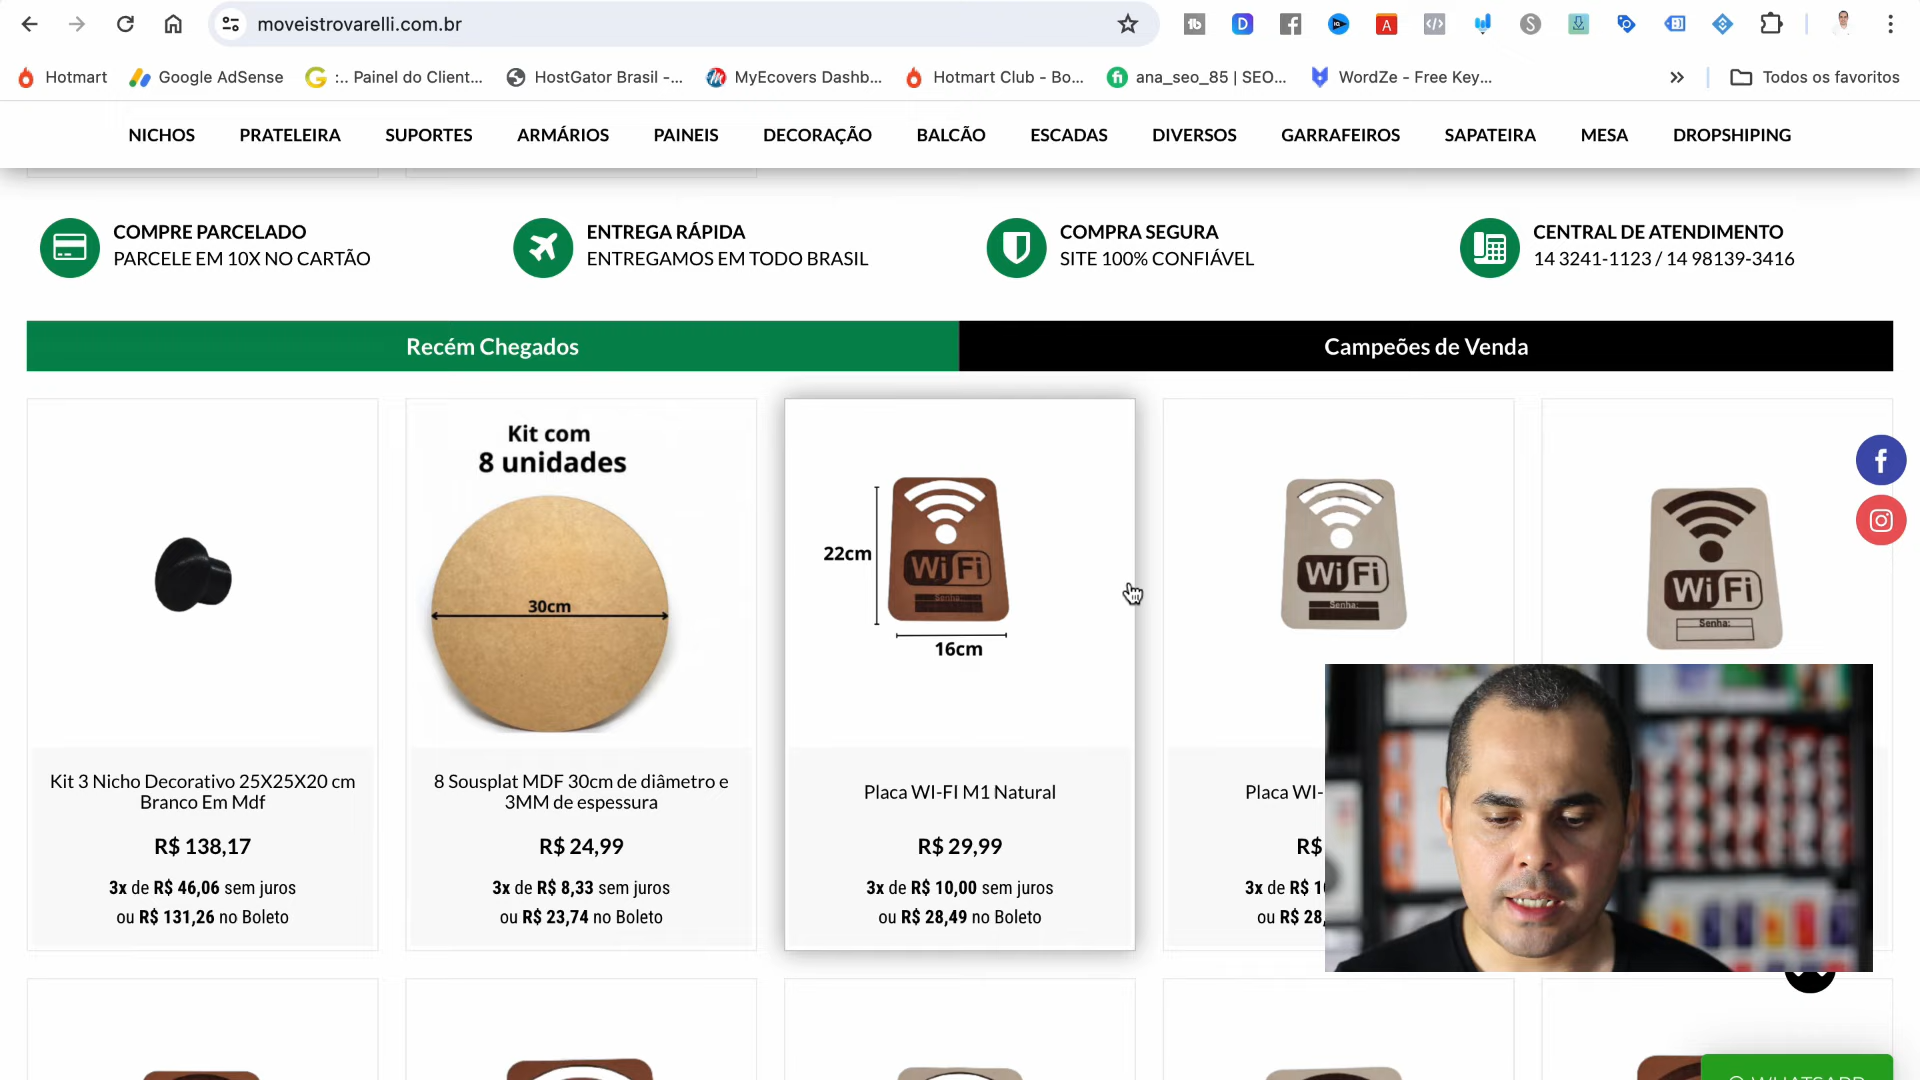 moveistrovarelli.com.br
Hotmart
Google AdSense
:.. Painel do Client...
HostGator Brasil -...
MyEcovers Dashb...
Hotmart Club - Bo...
ana_seo_85 | SEO...
WordZe - Free Key...
Todos os favoritos
NICHOS PRATELEIRA SUPORTES ARMÁRIOS PAINEIS DECORAÇÃO BALCÃO ESCADAS DIVERSOS GARRAFEIROS SAPATEIRA MESA DROPSHIPING
COMPRE PARCELADO
PARCELE EM 10X NO CARTÃO
ENTREGA RÁPIDA
ENTREGAMOS EM TODO BRASIL
COMPRA SEGURA
SITE 100% CONFIÁVEL
CENTRAL DE ATENDIMENTO
14 3241-1123 / 14 98139-3416
Recém Chegados
Campeões de Venda
Kit 3 Nicho Decorativo 25X25X20 cm
Branco Em Mdf
R$ 138,17
3x de R$ 46,06 sem juros
ou R$ 131,26 no Boleto
Kit com
8 unidades
30cm
8 Sousplat MDF 30cm de diâmetro e
3MM de espessura
R$ 24,99
3x de R$ 8,33 sem juros
ou R$ 23,74 no Boleto
22cm
WiFi
Senha:
16cm
Placa WI-FI M1 Natural
R$ 29,99
3x de R$ 10,00 sem juros
ou R$ 28,49 no Boleto
WiFi
Senha:
Placa WI-
R$
3x de R$ 1
ou R$ 28,
WiFi
Senha:
WHATSAPP